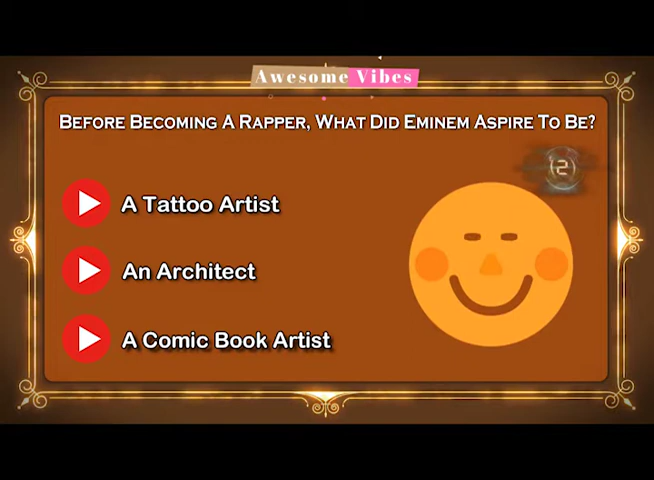 Awesome Vibes
Before Becoming A Rapper, What Did Eminem Aspire To Be?
2
A Tattoo Artist
An Architect
A Comic Book Artist